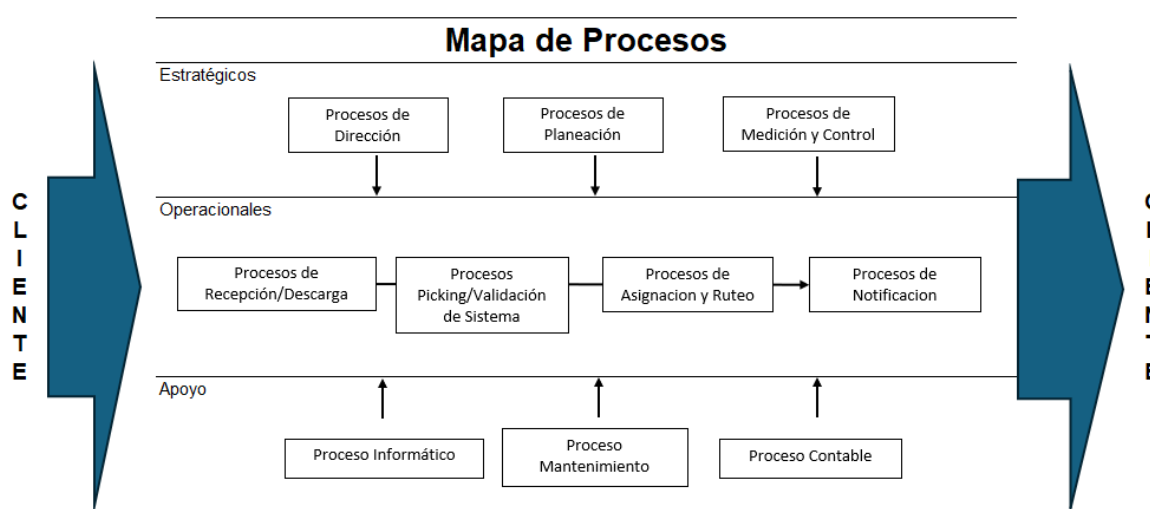 Mapa de Procesos
Estratégicos
Procesos de
Dirección
Procesos de
Planeación
Procesos de
Medición y Control
C
L
I
E
N
T
E
Operacionales
Procesos de
Recepción/Descarga
Procesos
Picking/Validación
de Sistema
Procesos de
Asignacion y Ruteo
Procesos de
Notificacion
Apoyo
Proceso Informático
Proceso
Mantenimiento
Proceso Contable